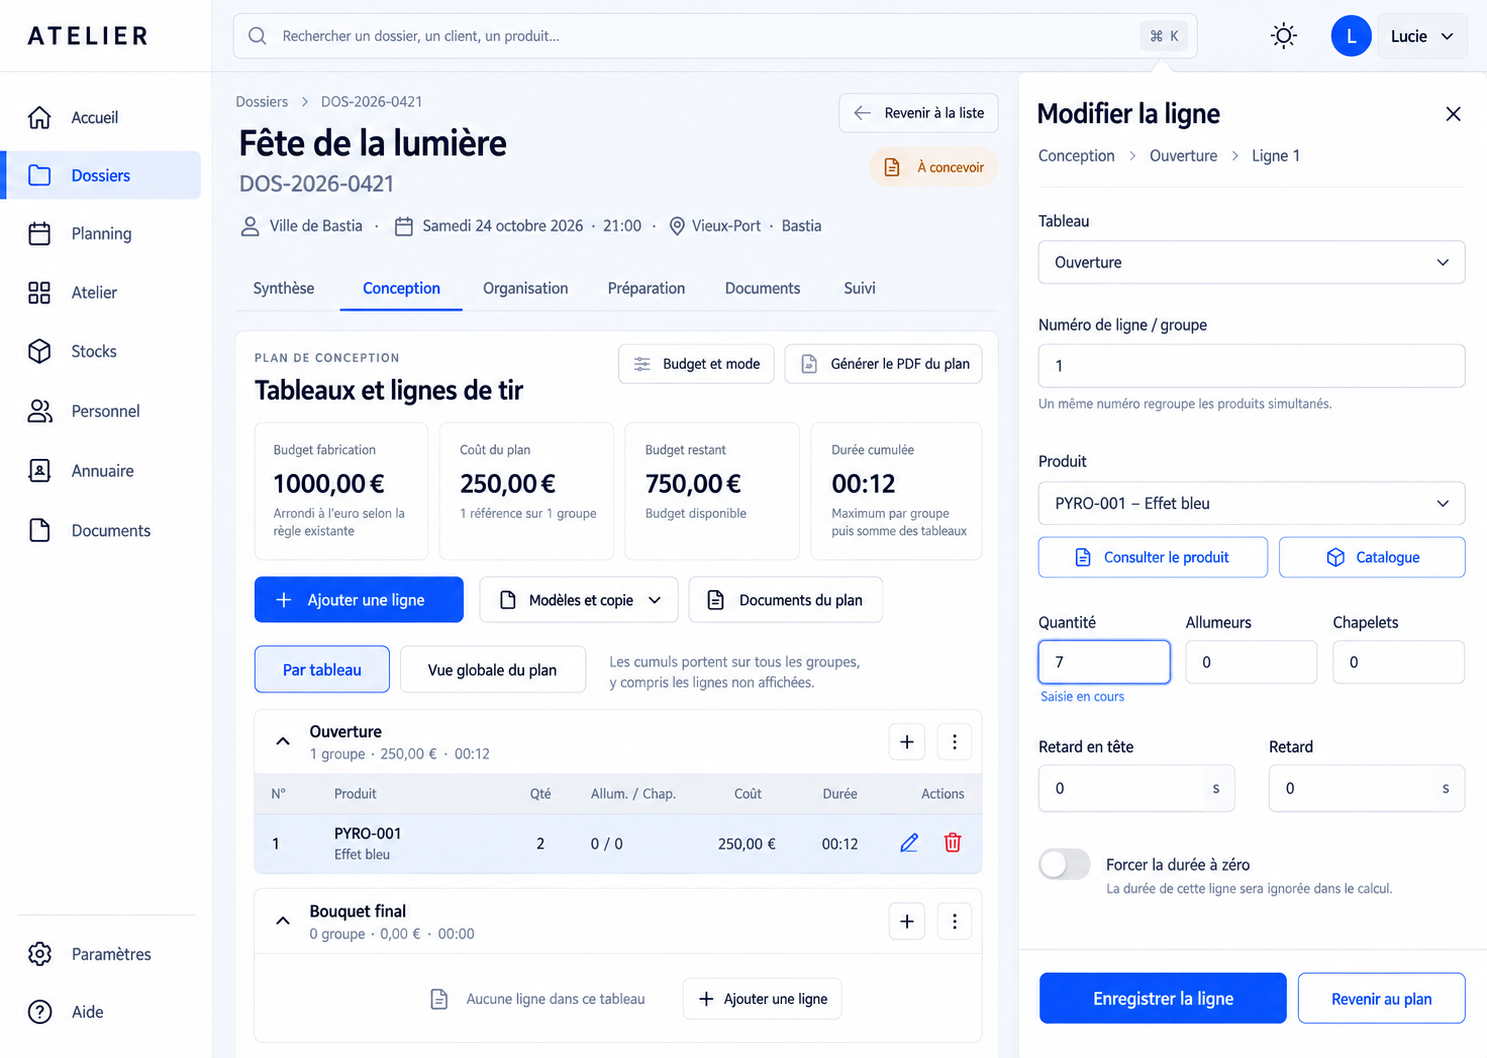 ATELIER
Rechercher un dossier, un client, un produit...
⌘ K
L
Lucie
Accueil
Dossiers
Planning
Atelier
Stocks
Personnel
Annuaire
Documents
Paramètres
Aide
Dossiers > DOS-2026-0421
Revenir à la liste
Fête de la lumière
À concevoir
DOS-2026-0421
Ville de Bastia · Samedi 24 octobre 2026 · 21:00 · Vieux-Port · Bastia
Synthèse Conception Organisation Préparation Documents Suivi
PLAN DE CONCEPTION
Tableaux et lignes de tir
Budget et mode
Générer le PDF du plan
Budget fabrication
1000,00 €
Arrondi à l'euro selon la
règle existante
Coût du plan
250,00 €
1 référence sur 1 groupe
Budget restant
750,00 €
Budget disponible
Durée cumulée
00:12
Maximum par groupe
puis somme des tableaux
Ajouter une ligne
Modèles et copie
Documents du plan
Par tableau
Vue globale du plan
Les cumuls portent sur tous les groupes,
y compris les lignes non affichées.
Ouverture
1 groupe · 250,00 € · 00:12
N° Produit Qté Allum. / Chap. Coût Durée Actions
1 PYRO-001 2 0 / 0 250,00 € 00:12
Effet bleu
Bouquet final
0 groupe · 0,00 € · 00:00
Aucune ligne dans ce tableau
Ajouter une ligne
Modifier la ligne
Conception > Ouverture > Ligne 1
Tableau
Ouverture
Numéro de ligne / groupe
1
Un même numéro regroupe les produits simultanés.
Produit
PYRO-001 – Effet bleu
Consulter le produit
Catalogue
Quantité Allumeurs Chapelets
7 0 0
Saisie en cours
Retard en tête Retard
0 s 0 s
Forcer la durée à zéro
La durée de cette ligne sera ignorée dans le calcul.
Enregistrer la ligne
Revenir au plan